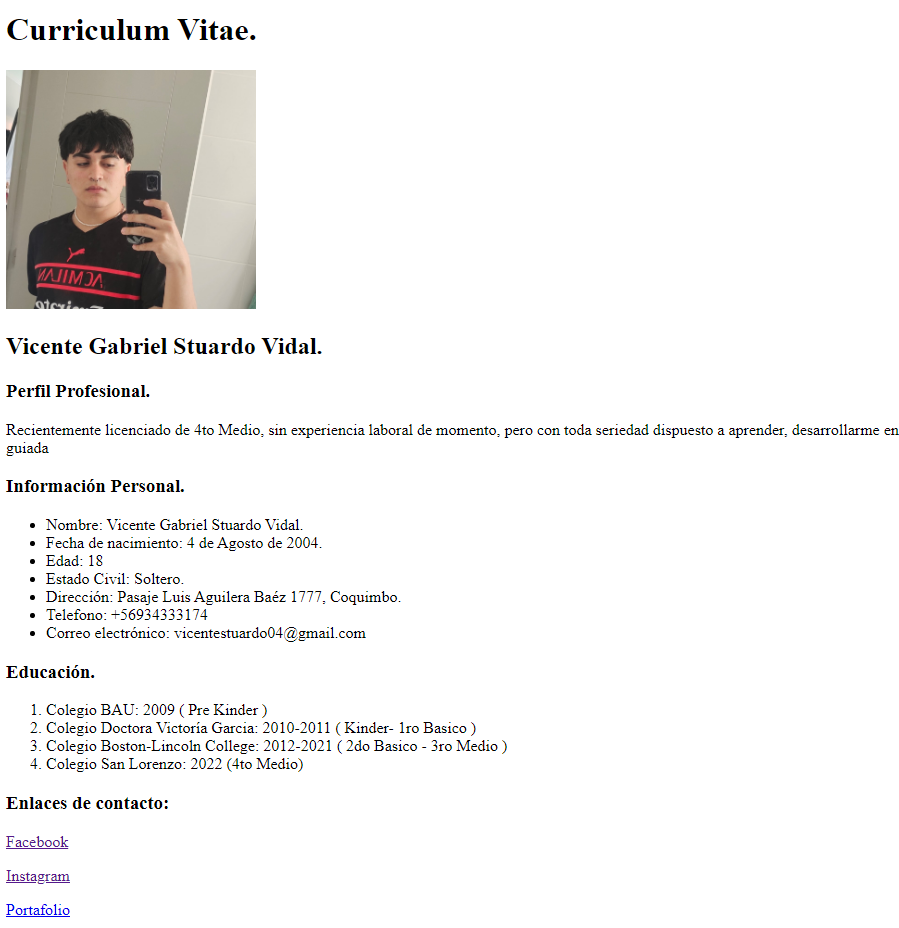 Curriculum Vitae.
ACMILAN
Vicente Gabriel Stuardo Vidal.
Perfil Profesional.
Recientemente licenciado de 4to Medio, sin experiencia laboral de momento, pero con toda seriedad dispuesto a aprender, desarrollarme en
guiada
Información Personal.
Nombre: Vicente Gabriel Stuardo Vidal.
Fecha de nacimiento: 4 de Agosto de 2004.
Edad: 18
Estado Civil: Soltero.
Dirección: Pasaje Luis Aguilera Baéz 1777, Coquimbo.
Telefono: +56934333174
Correo electrónico: vicentestuardo04@gmail.com
Educación.
1. Colegio BAU: 2009 ( Pre Kinder )
2. Colegio Doctora Victoría Garcia: 2010-2011 ( Kinder- 1ro Basico )
3. Colegio Boston-Lincoln College: 2012-2021 ( 2do Basico - 3ro Medio )
4. Colegio San Lorenzo: 2022 (4to Medio)
Enlaces de contacto:
Facebook
Instagram
Portafolio